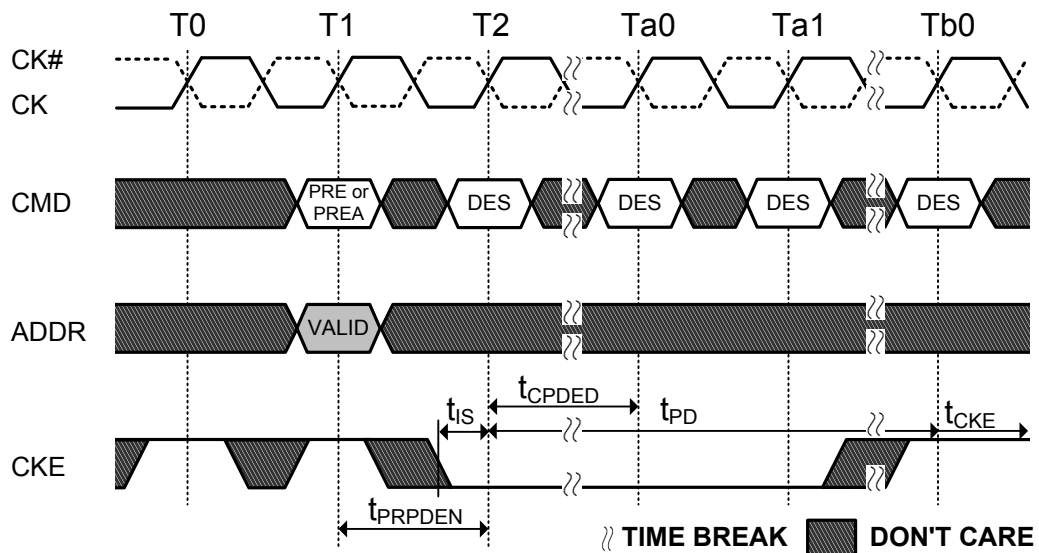 T0 T1 T2 Ta0 Ta1 Tb0
CK#
CK
CMD
PRE or
PREA
DES DES DES DES
ADDR
VALID
tCPDED
tIS tPD tCKE
CKE
tPRPDEN
TIME BREAK DON'T CARE